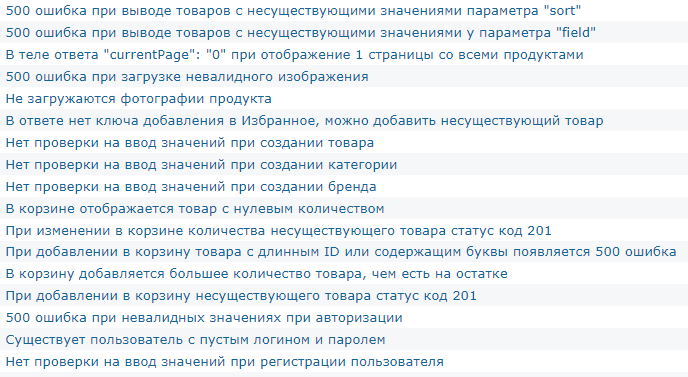 500 ошибка при выводе товаров с несуществующими значениями параметра "sort"
500 ошибка при выводе товаров с несуществующими значениями у параметра "field"
В теле ответа "currentPage": "0" при отображение 1 страницы со всеми продуктами
500 ошибка при загрузке невалидного изображения
Не загружаются фотографии продукта
В ответе нет ключа добавления в Избранное, можно добавить несуществующий товар
Нет проверки на ввод значений при создании товара
Нет проверки на ввод значений при создании категории
Нет проверки на ввод значений при создании бренда
В корзине отображается товар с нулевым количеством
При изменении в корзине количества несуществующего товара статус код 201
При добавлении в корзину товара с длинным ID или содержащим буквы появляется 500 ошибка
В корзину добавляется большее количество товара, чем есть на остатке
При добавлении в корзину несуществующего товара статус код 201
500 ошибка при невалидных значениях при авторизации
Существует пользователь с пустым логином и паролем
Нет проверки на ввод значений при регистрации пользователя